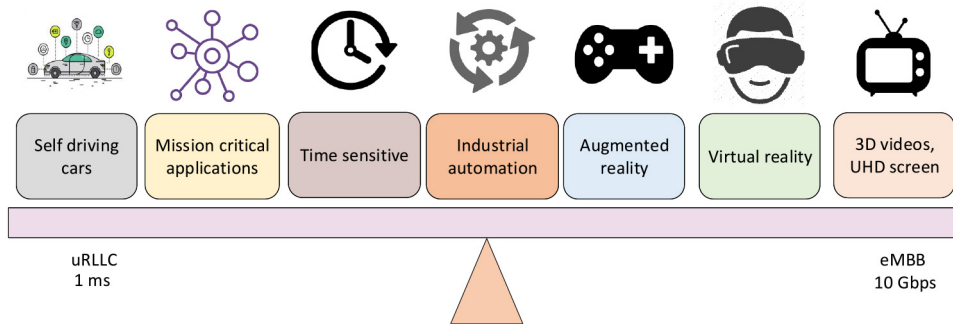 Self driving
cars
Mission critical
applications
Time sensitive
Industrial
automation
Augmented
reality
Virtual reality
3D videos,
UHD screen
uRLLC
1 ms
eMBB
10 Gbps